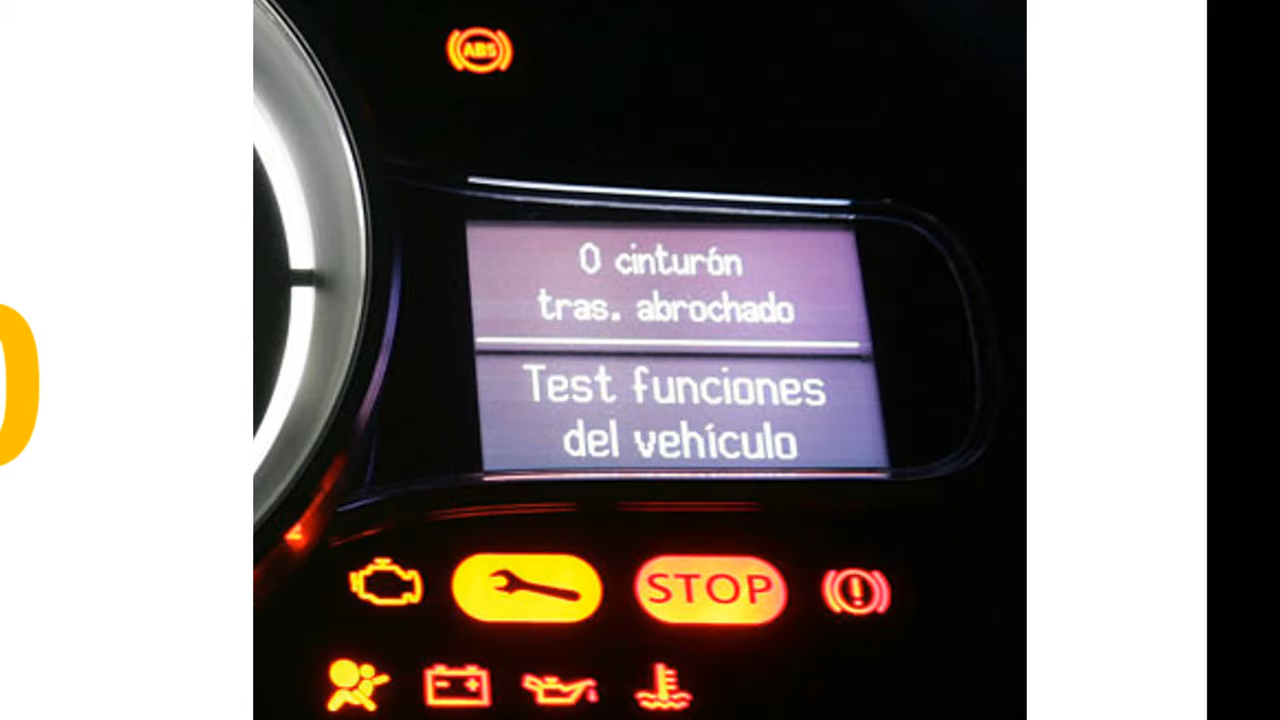 ABS
0 cinturón
tras. abrochado
Test funciones
del vehículo
STOP